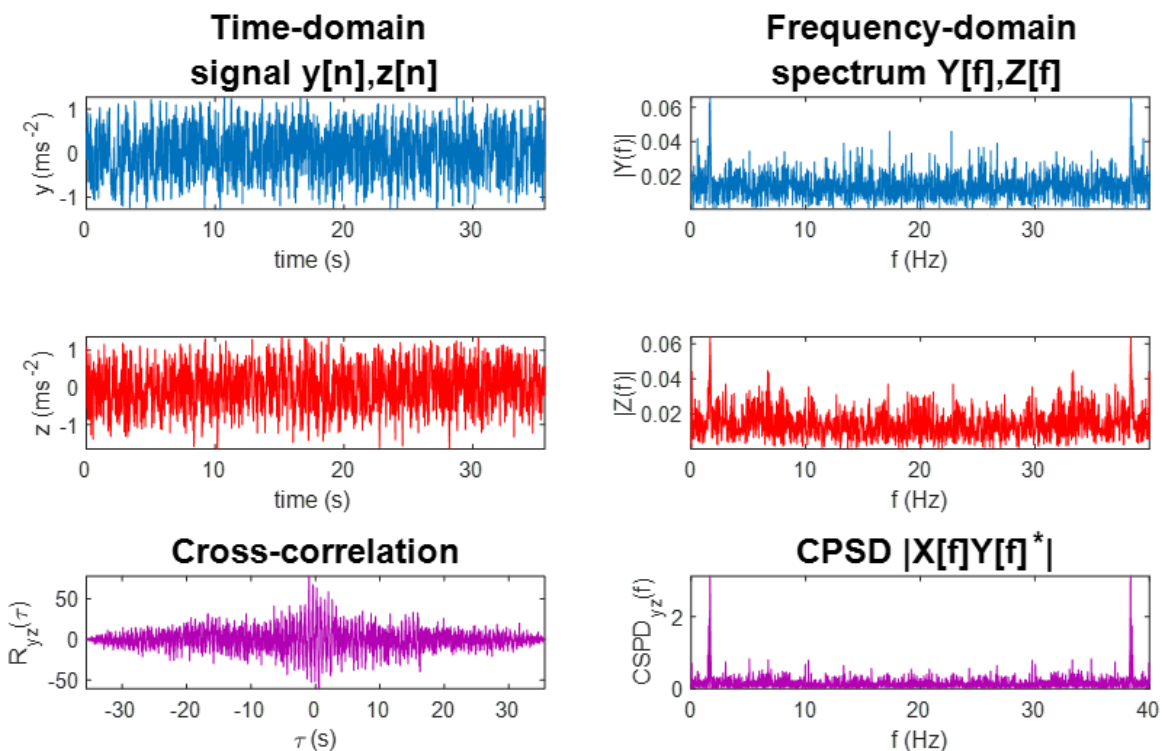 Time-domain
signal y[n],z[n]
Frequency-domain
spectrum Y[f],Z[f]
y (ms⁻²)
1
0
-1
0 10 20 30
time (s)
|Y(f)|
0.06
0.04
0.02
0 10 20 30
f (Hz)
z (ms⁻²)
1
0
-1
0 10 20 30
time (s)
|Z(f)|
0.06
0.04
0.02
0 10 20 30
f (Hz)
Cross-correlation
R_yz(τ)
50
0
-50
-30 -20 -10 0 10 20 30
τ (s)
CPSD |X[f]Y[f]*|
CSPD_yz(f)
2
0
0 10 20 30 40
f (Hz)